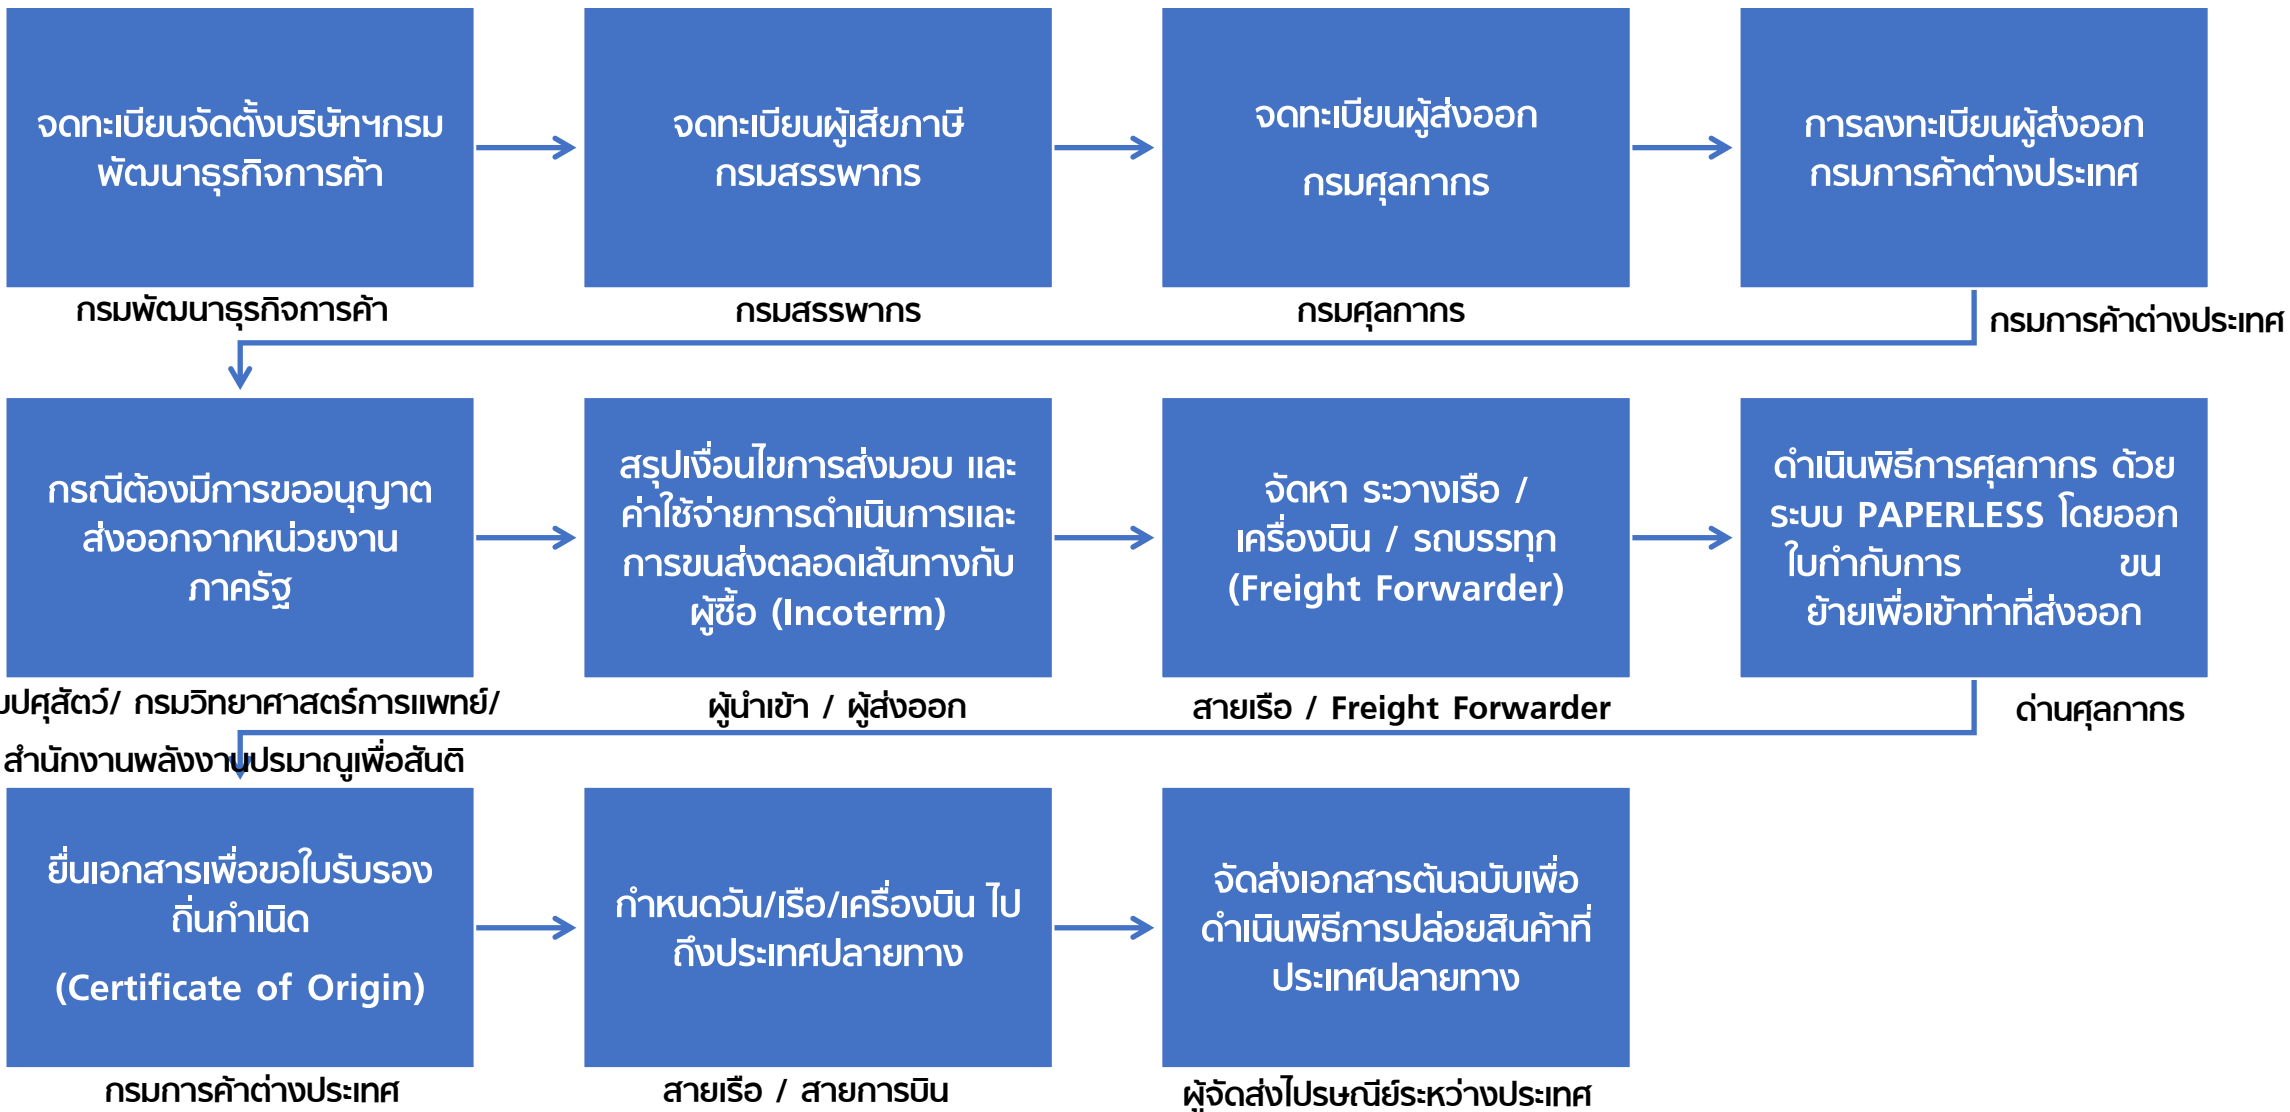 จดทะเบียนจัดตั้งบริษัทฯกรม
พัฒนาธุรกิจการค้า
จดทะเบียนผู้เสียภาษี
กรมสรรพากร
จดทะเบียนผู้ส่งออก
กรมศุลกากร
การลงทะเบียนผู้ส่งออก
กรมการค้าต่างประเทศ
กรมพัฒนาธุรกิจการค้า
กรมสรรพากร
กรมศุลกากร
กรมการค้าต่างประเทศ
กรณีต้องมีการขออนุญาต
ส่งออกจากหน่วยงาน
ภาครัฐ
สรุปเงื่อนไขการส่งมอบ และ
ค่าใช้จ่ายการดำเนินการและ
การขนส่งตลอดเส้นทางกับ
ผู้ซื้อ (Incoterm)
จัดหา ระวางเรือ /
เครื่องบิน / รถบรรทุก
(Freight Forwarder)
ดำเนินพิธีการศุลกากร ด้วย
ระบบ PAPERLESS โดยออก
ใบกำกับการ ขน
ย้ายเพื่อเข้าท่าที่ส่งออก
มปศุสัตว์/ กรมวิทยาศาสตร์การแพทย์/
สำนักงานพลังงานปรมาณูเพื่อสันติ
ผู้นำเข้า / ผู้ส่งออก
สายเรือ / Freight Forwarder
ด่านศุลกากร
ยื่นเอกสารเพื่อขอใบรับรอง
ถิ่นกำเนิด
(Certificate of Origin)
กำหนดวัน/เรือ/เครื่องบิน ไป
ถึงประเทศปลายทาง
จัดส่งเอกสารต้นฉบับเพื่อ
ดำเนินพิธีการปล่อยสินค้าที่
ประเทศปลายทาง
กรมการค้าต่างประเทศ
สายเรือ / สายการบิน
ผู้จัดส่งไปรษณีย์ระหว่างประเทศ